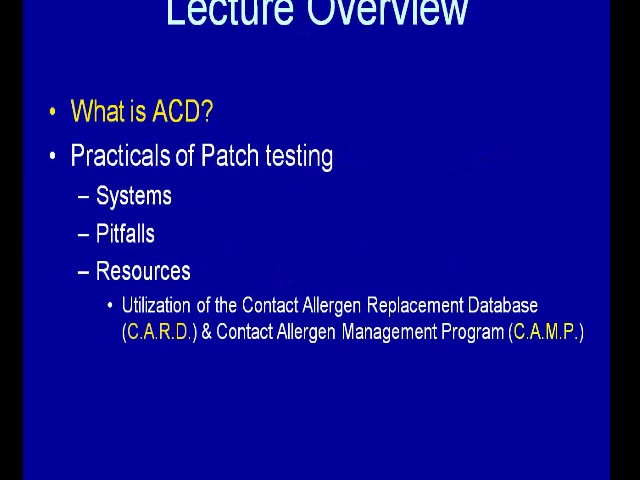 Lecture Overview
• What is ACD?
• Practicals of Patch testing
– Systems
– Pitfalls
– Resources
• Utilization of the Contact Allergen Replacement Database
(C.A.R.D.) & Contact Allergen Management Program (C.A.M.P.)